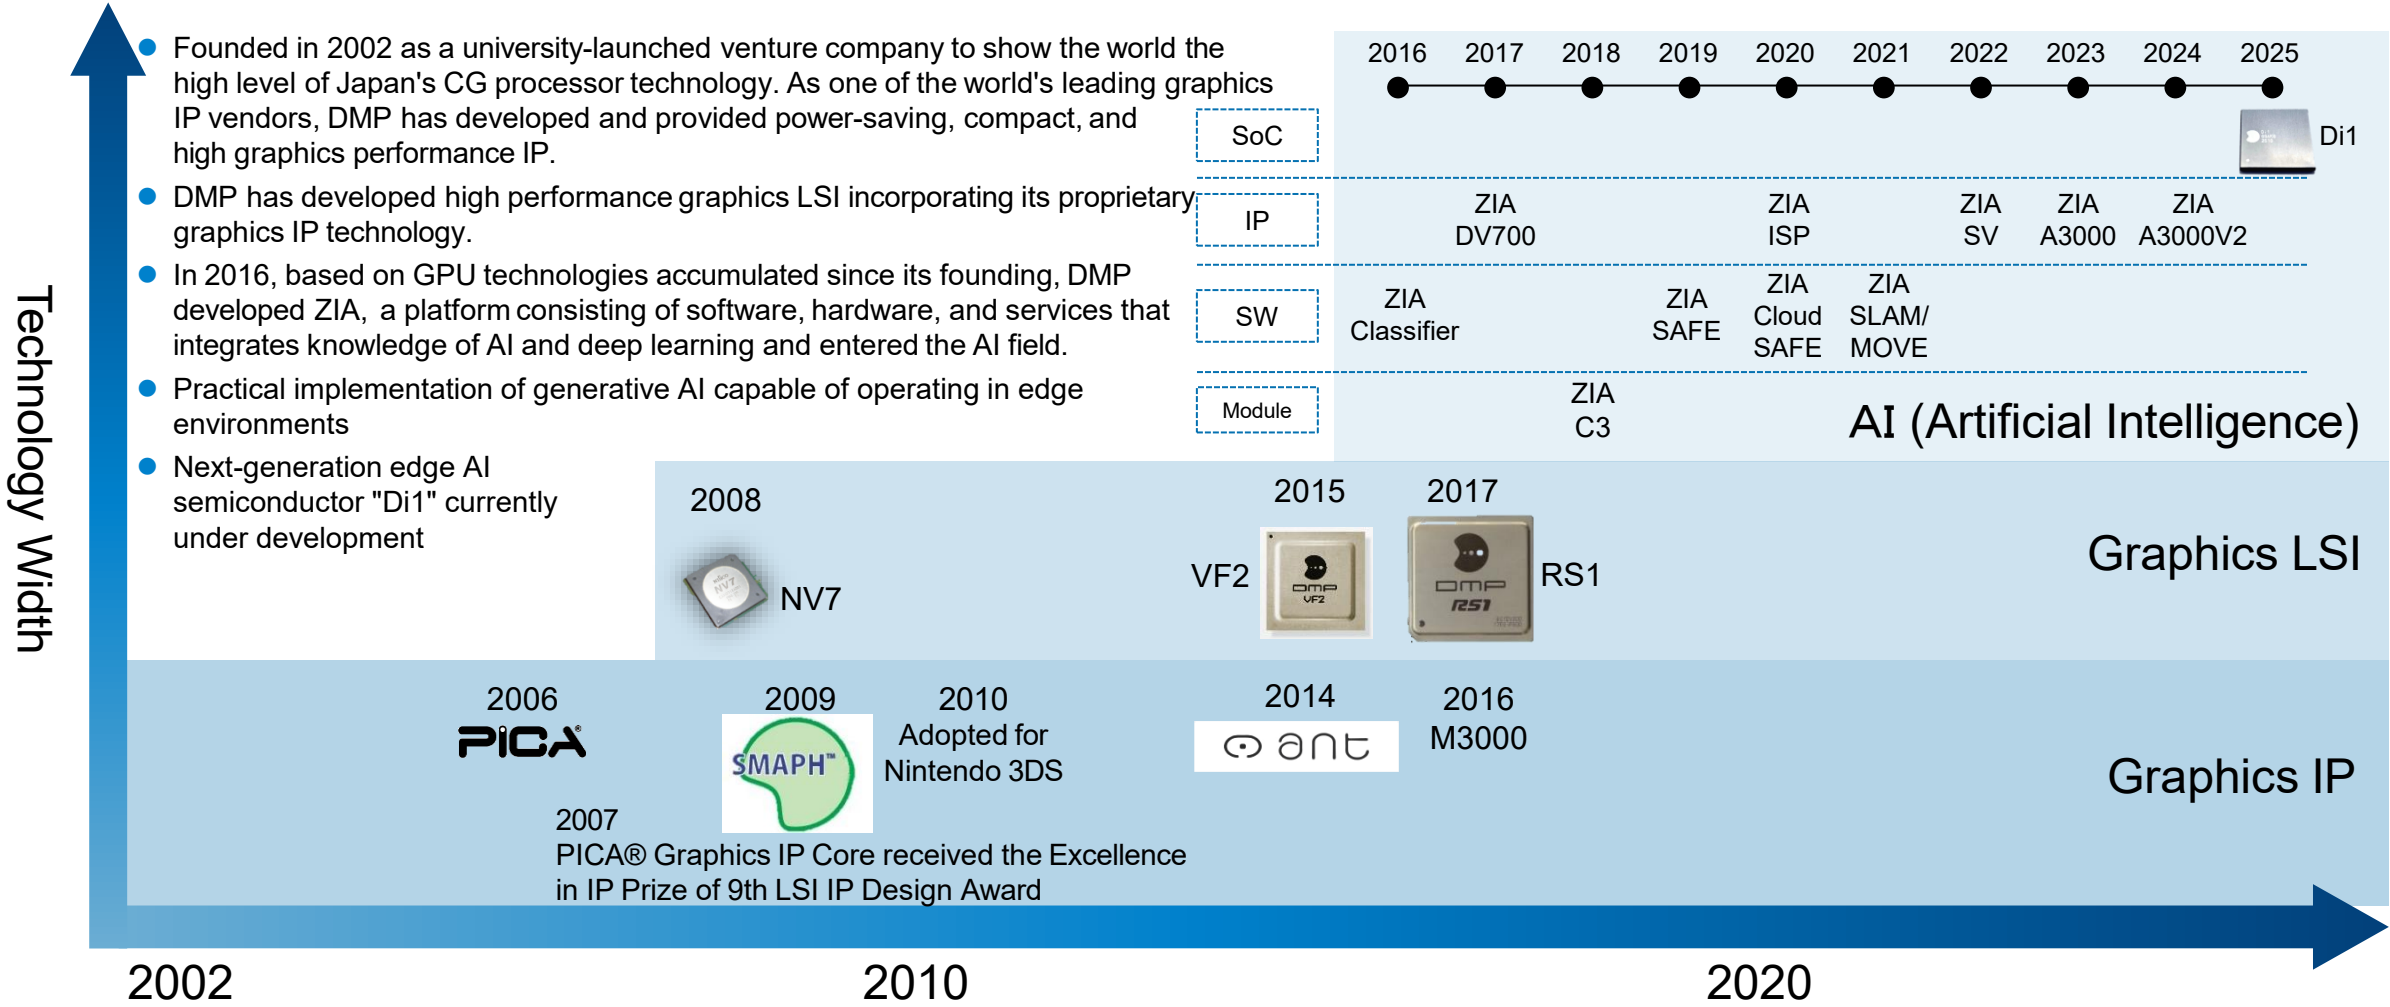 Founded in 2002 as a university-launched venture company to show the world the
high level of Japan's CG processor technology. As one of the world's leading graphics
IP vendors, DMP has developed and provided power-saving, compact, and
high graphics performance IP.
DMP has developed high performance graphics LSI incorporating its proprietary
graphics IP technology.
In 2016, based on GPU technologies accumulated since its founding, DMP
developed ZIA, a platform consisting of software, hardware, and services that
integrates knowledge of AI and deep learning and entered the AI field.
Practical implementation of generative AI capable of operating in edge
environments
Next-generation edge AI
semiconductor "Di1" currently
under development
Technology Width
2016 2017 2018 2019 2020 2021 2022 2023 2024 2025
SoC
Di1
IP
ZIA
DV700
ZIA
ISP
ZIA
SV
ZIA
A3000
ZIA
A3000V2
SW
ZIA
Classifier
ZIA
SAFE
ZIA
Cloud
SAFE
ZIA
SLAM/
MOVE
Module
ZIA
C3
AI (Artificial Intelligence)
2008
NV7
NV7
2015
VF2
DMP
VF2
2017
DMP
RS1
RS1
Graphics LSI
2006
PICA®
2009
SMAPH™
2010
Adopted for
Nintendo 3DS
2014
ant
2016
M3000
Graphics IP
2007
PICA® Graphics IP Core received the Excellence
in IP Prize of 9th LSI IP Design Award
2002 2010 2020